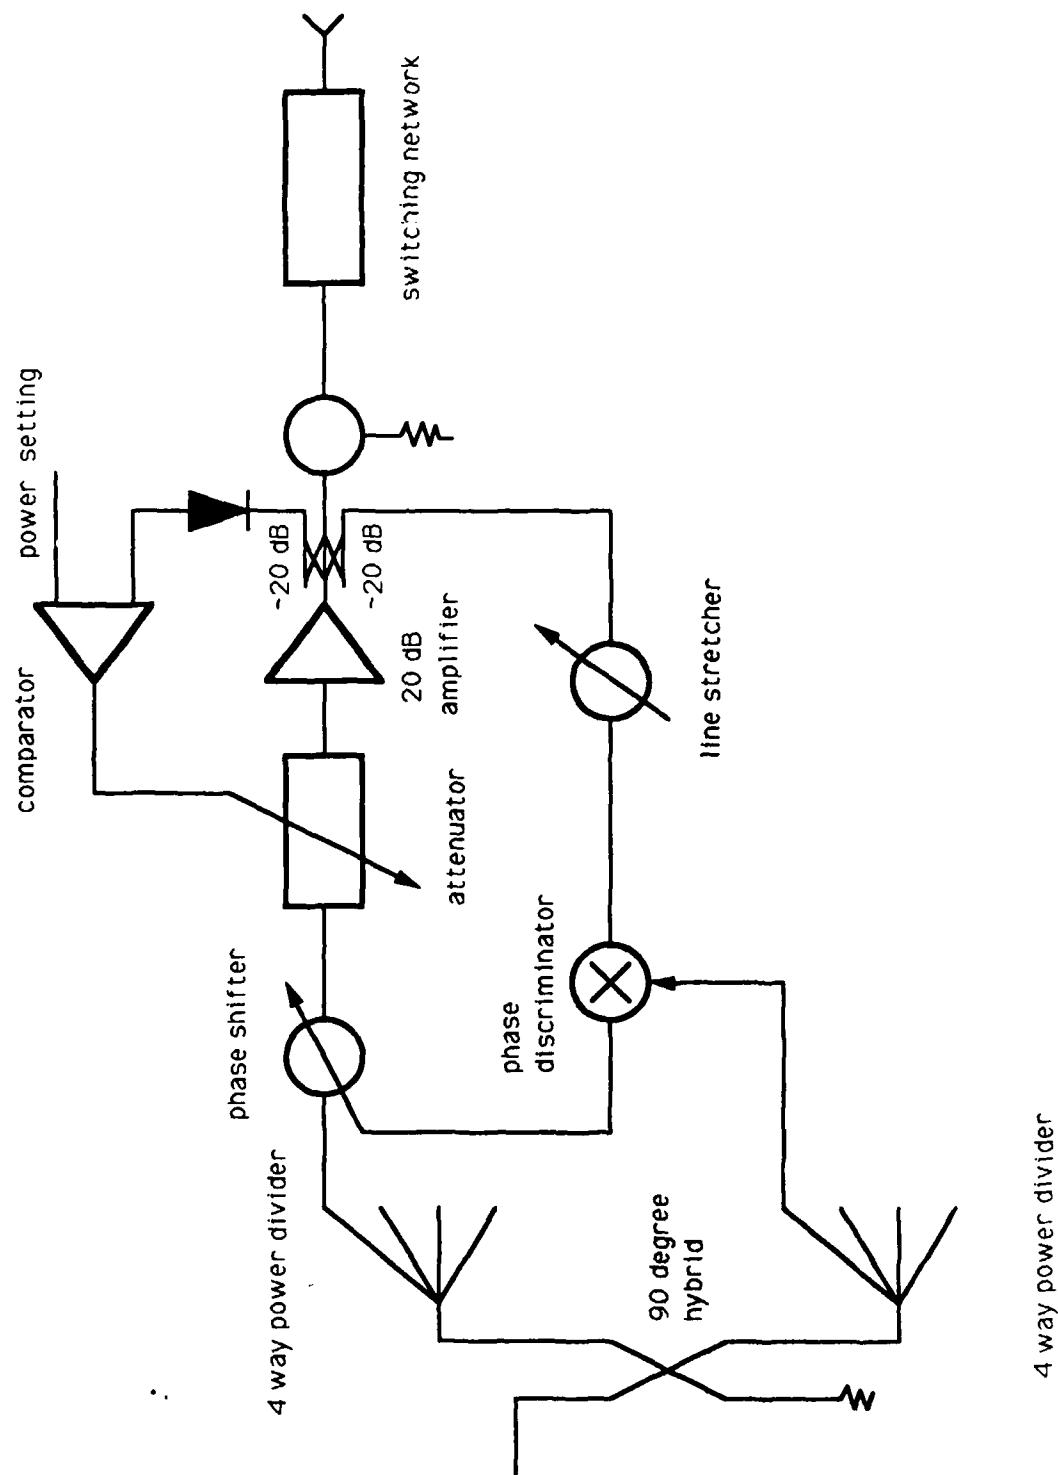 comparator
power setting
-20 dB
-20 dB
20 dB
amplifier
switching network
phase shifter
attenuator
4 way power divider
phase
discriminator
line stretcher
90 degree
hybrid
4 way power divider